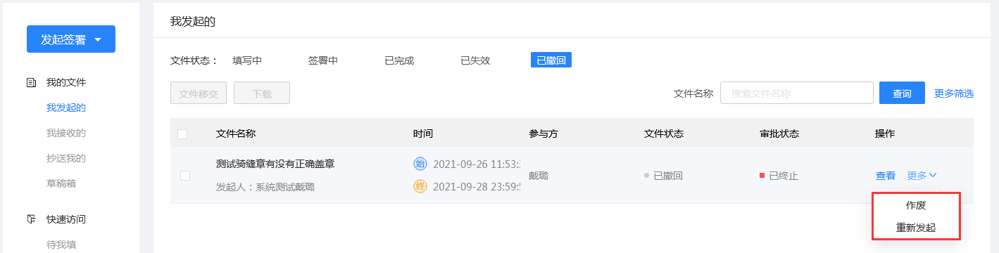 发起签署
我的文件
我发起的
我接收的
抄送我的
草稿箱
快速访问
待我填
我发起的
文件状态： 填写中 签署中 已完成 已失效 已撤回
文件移交 下载 文件名称 搜索文件名称 查询 更多筛选
文件名称 时间 参与方 文件状态 审批状态 操作
测试骑缝章有没有正确盖章
发起人：系统测试戴璐
始 2021-09-26 11:53:
终 2021-09-28 23:59:
戴璐
已撤回
已终止
查看 更多
作废
重新发起